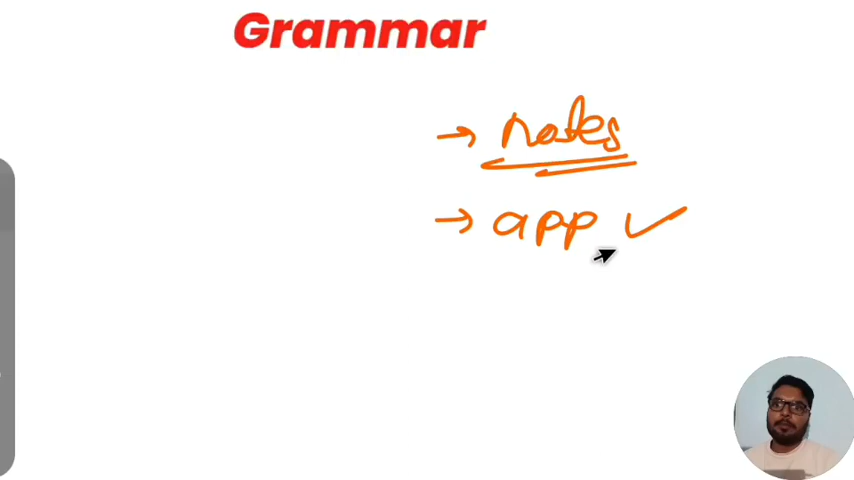 Grammar
→ notes
→ app ✓